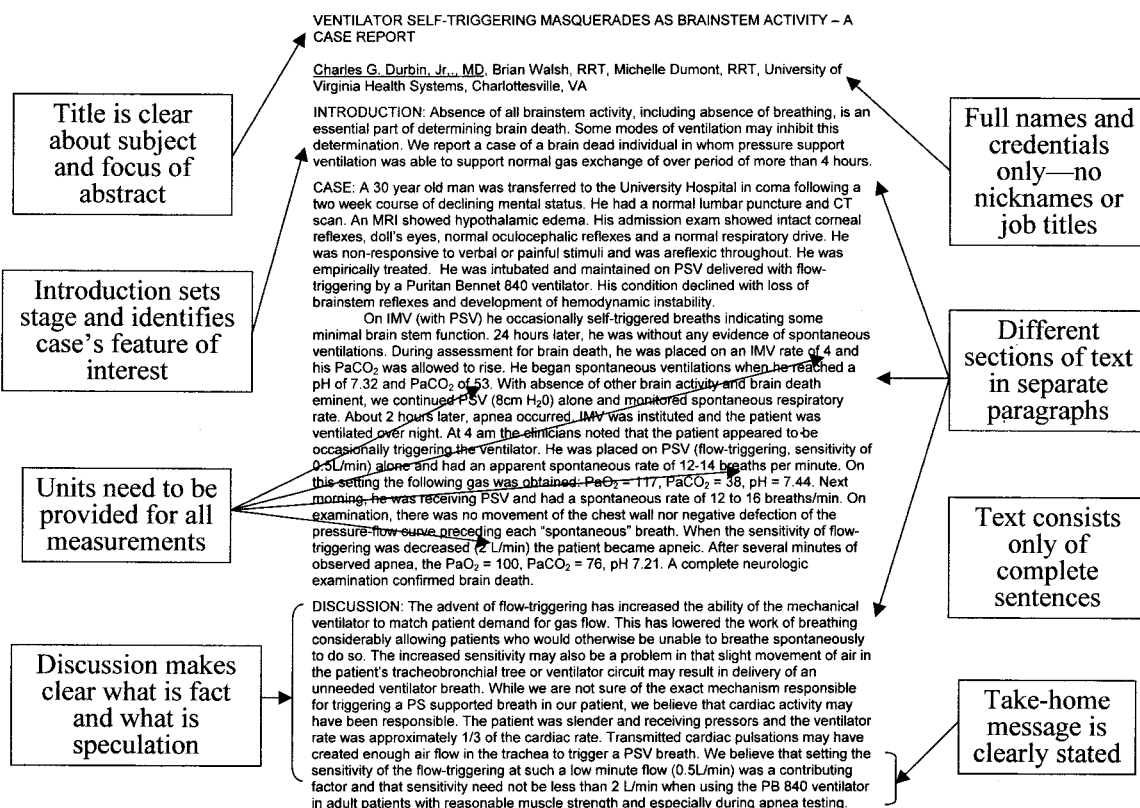 VENTILATOR SELF-TRIGGERING MASQUERADES AS BRAINSTEM ACTIVITY – A
CASE REPORT
Charles G. Durbin, Jr.., MD, Brian Walsh, RRT, Michelle Dumont, RRT, University of
Virginia Health Systems, Charlottesville, VA
INTRODUCTION: Absence of all brainstem activity, including absence of breathing, is an
essential part of determining brain death. Some modes of ventilation may inhibit this
determination. We report a case of a brain dead individual in whom pressure support
ventilation was able to support normal gas exchange of over period of more than 4 hours.
CASE: A 30 year old man was transferred to the University Hospital in coma following a
two week course of declining mental status. He had a normal lumbar puncture and CT
scan. An MRI showed hypothalamic edema. His admission exam showed intact corneal
reflexes, doll's eyes, normal oculocephalic reflexes and a normal respiratory drive. He
was non-responsive to verbal or painful stimuli and was areflexic throughout. He was
empirically treated. He was intubated and maintained on PSV delivered with flow-
triggering by a Puritan Bennet 840 ventilator. His condition declined with loss of
brainstem reflexes and development of hemodynamic instability.
On IMV (with PSV) he occasionally self-triggered breaths indicating some
minimal brain stem function. 24 hours later, he was without any evidence of spontaneous
ventilations. During assessment for brain death, he was placed on an IMV rate of 4 and
his PaCO₂ was allowed to rise. He began spontaneous ventilations when he reached a
pH of 7.32 and PaCO₂ of 53. With absence of other brain activity and brain death
eminent, we continued PSV (8cm H₂0) alone and monitored spontaneous respiratory
rate. About 2 hours later, apnea occurred, IMV was instituted and the patient was
ventilated over night. At 4 am the clinicians noted that the patient appeared to be
occasionally triggering the ventilator. He was placed on PSV (flow-triggering, sensitivity of
0.5L/min) alone and had an apparent spontaneous rate of 12-14 breaths per minute. On
this setting the following gas was obtained: PaO₂ = 117, PaCO₂ = 38, pH = 7.44. Next
morning, he was receiving PSV and had a spontaneous rate of 12 to 16 breaths/min. On
examination, there was no movement of the chest wall nor negative defection of the
pressure-flow curve preceding each "spontaneous" breath. When the sensitivity of flow-
triggering was decreased (2 L/min) the patient became apneic. After several minutes of
observed apnea, the PaO₂ = 100, PaCO₂ = 76, pH 7.21. A complete neurologic
examination confirmed brain death.
DISCUSSION: The advent of flow-triggering has increased the ability of the mechanical
ventilator to match patient demand for gas flow. This has lowered the work of breathing
considerably allowing patients who would otherwise be unable to breathe spontaneously
to do so. The increased sensitivity may also be a problem in that slight movement of air in
the patient's tracheobronchial tree or ventilator circuit may result in delivery of an
unneeded ventilator breath. While we are not sure of the exact mechanism responsible
for triggering a PS supported breath in our patient, we believe that cardiac activity may
have been responsible. The patient was slender and receiving pressors and the ventilator
rate was approximately 1/3 of the cardiac rate. Transmitted cardiac pulsations may have
created enough air flow in the trachea to trigger a PSV breath. We believe that setting the
sensitivity of the flow-triggering at such a low minute flow (0.5L/min) was a contributing
factor and that sensitivity need not be less than 2 L/min when using the PB 840 ventilator
in adult patients with reasonable muscle strength and especially during apnea testing.
Title is clear
about subject
and focus of
abstract
Introduction sets
stage and identifies
case's feature of
interest
Units need to be
provided for all
measurements
Discussion makes
clear what is fact
and what is
speculation
Full names and
credentials
only—no
nicknames or
job titles
Different
sections of text
in separate
paragraphs
Text consists
only of
complete
sentences
Take-home
message is
clearly stated